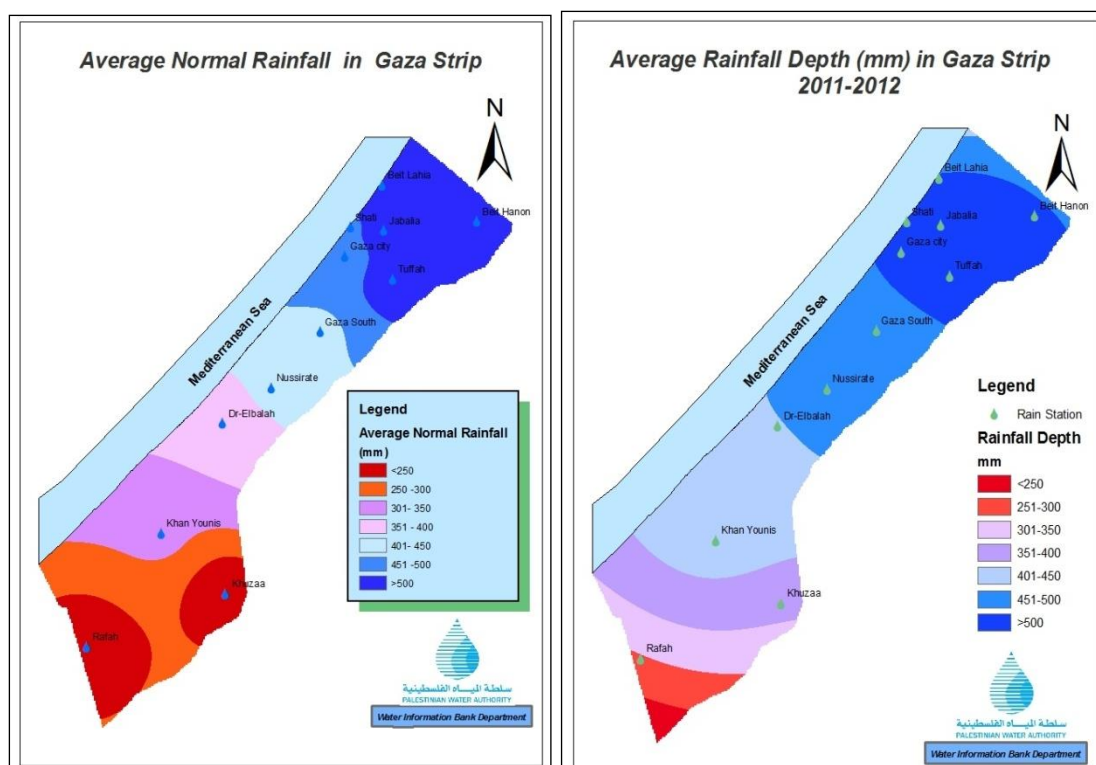 Average Normal Rainfall in Gaza Strip
N
Beit Lahia
Beit Hanon
Shati
Jabalia
Gaza city
Tuffah
Gaza South
Mediterranean Sea
Nussirate
Dr-Elbalah
Khan Younis
Khuzaa
Rafah
Legend
Average Normal Rainfall
(mm)
<250
250 -300
301- 350
351 - 400
401- 450
451 -500
>500
سلطة المياه الفلسطينية
PALESTINIAN WATER AUTHORITY
Water Information Bank Department
Average Rainfall Depth (mm) in Gaza Strip
2011-2012
N
Beit Lahia
Beit Hanon
Shati
Jabalia
Gaza city
Tuffah
Gaza South
Mediterranean Sea
Nussirate
Dr-Elbalah
Khan Younis
Khuzaa
Rafah
Legend
Rain Station
Rainfall Depth
mm
<250
251-300
301-350
351-400
401-450
451-500
>500
سلطة المياه الفلسطينية
PALESTINIAN WATER AUTHORITY
Water Information Bank Department